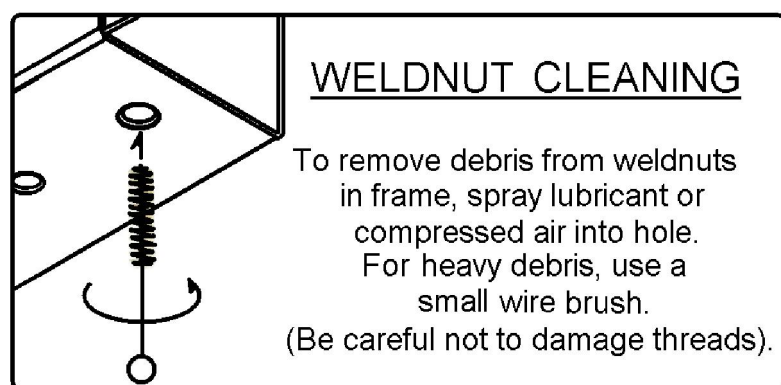 WELDNUT CLEANING
To remove debris from weldnuts
in frame, spray lubricant or
compressed air into hole.
For heavy debris, use a
small wire brush.
(Be careful not to damage threads).